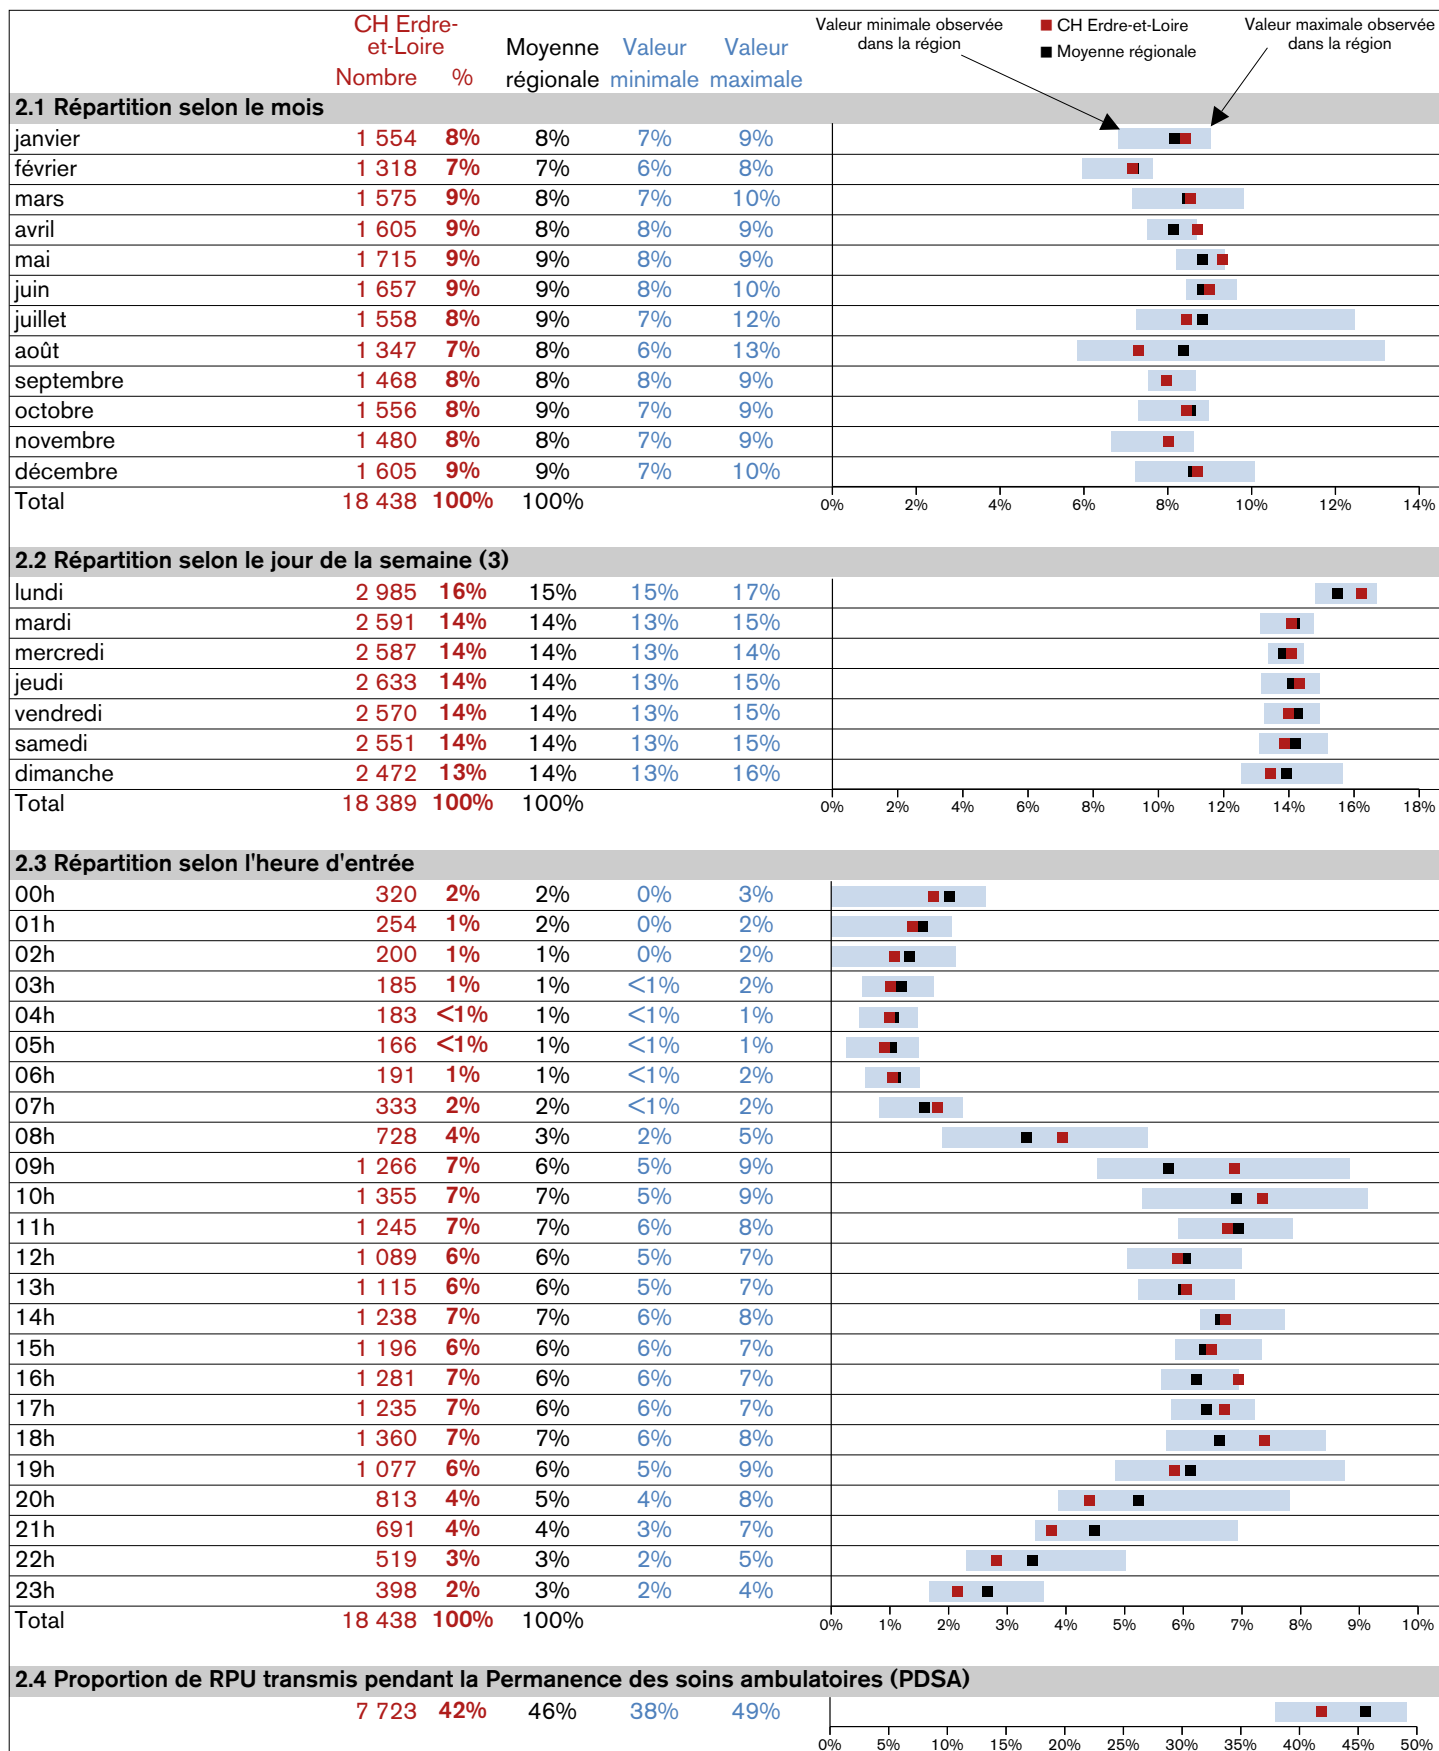 CH Erdre-et-Loire Moyenne Valeur Valeur
Nombre % régionale minimale maximale
Valeur minimale observée dans la région
CH Erdre-et-Loire
Moyenne régionale
Valeur maximale observée dans la région
2.1 Répartition selon le mois
janvier 1 554 8% 8% 7% 9%
février 1 318 7% 7% 6% 8%
mars 1 575 9% 8% 7% 10%
avril 1 605 9% 8% 8% 9%
mai 1 715 9% 9% 8% 9%
juin 1 657 9% 9% 8% 10%
juillet 1 558 8% 9% 7% 12%
août 1 347 7% 8% 6% 13%
septembre 1 468 8% 8% 8% 9%
octobre 1 556 8% 9% 7% 9%
novembre 1 480 8% 8% 7% 9%
décembre 1 605 9% 9% 7% 10%
Total 18 438 100% 100%
0% 2% 4% 6% 8% 10% 12% 14%
2.2 Répartition selon le jour de la semaine (3)
lundi 2 985 16% 15% 15% 17%
mardi 2 591 14% 14% 13% 15%
mercredi 2 587 14% 14% 13% 14%
jeudi 2 633 14% 14% 13% 15%
vendredi 2 570 14% 14% 13% 15%
samedi 2 551 14% 14% 13% 15%
dimanche 2 472 13% 14% 13% 16%
Total 18 389 100% 100%
0% 2% 4% 6% 8% 10% 12% 14% 16% 18%
2.3 Répartition selon l'heure d'entrée
00h 320 2% 2% 0% 3%
01h 254 1% 2% 0% 2%
02h 200 1% 1% 0% 2%
03h 185 1% 1% <1% 2%
04h 183 <1% 1% <1% 1%
05h 166 <1% 1% <1% 1%
06h 191 1% 1% <1% 2%
07h 333 2% 2% <1% 2%
08h 728 4% 3% 2% 5%
09h 1 266 7% 6% 5% 9%
10h 1 355 7% 7% 5% 9%
11h 1 245 7% 7% 6% 8%
12h 1 089 6% 6% 5% 7%
13h 1 115 6% 6% 5% 7%
14h 1 238 7% 7% 6% 8%
15h 1 196 6% 6% 6% 7%
16h 1 281 7% 6% 6% 7%
17h 1 235 7% 6% 6% 7%
18h 1 360 7% 7% 6% 8%
19h 1 077 6% 6% 5% 9%
20h 813 4% 5% 4% 8%
21h 691 4% 4% 3% 7%
22h 519 3% 3% 2% 5%
23h 398 2% 3% 2% 4%
Total 18 438 100% 100%
0% 1% 2% 3% 4% 5% 6% 7% 8% 9% 10%
2.4 Proportion de RPU transmis pendant la Permanence des soins ambulatoires (PDSA)
7 723 42% 46% 38% 49%
0% 5% 10% 15% 20% 25% 30% 35% 40% 45% 50%